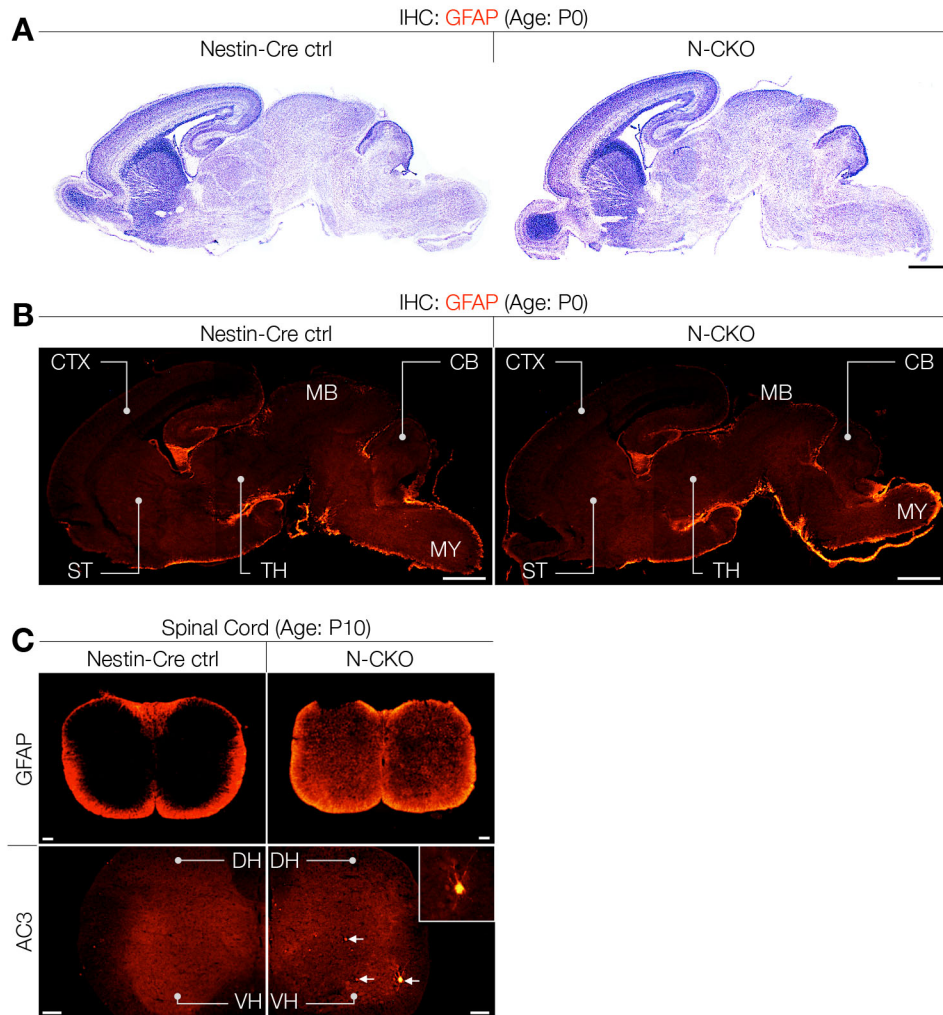 A
IHC: GFAP (Age: P0)
Nestin-Cre ctrl
N-CKO
B
IHC: GFAP (Age: P0)
Nestin-Cre ctrl
N-CKO
CTX
CB
MB
ST
TH
MY
CTX
CB
MB
ST
TH
MY
C
Spinal Cord (Age: P10)
Nestin-Cre ctrl
N-CKO
GFAP
AC3
DH
DH
VH
VH